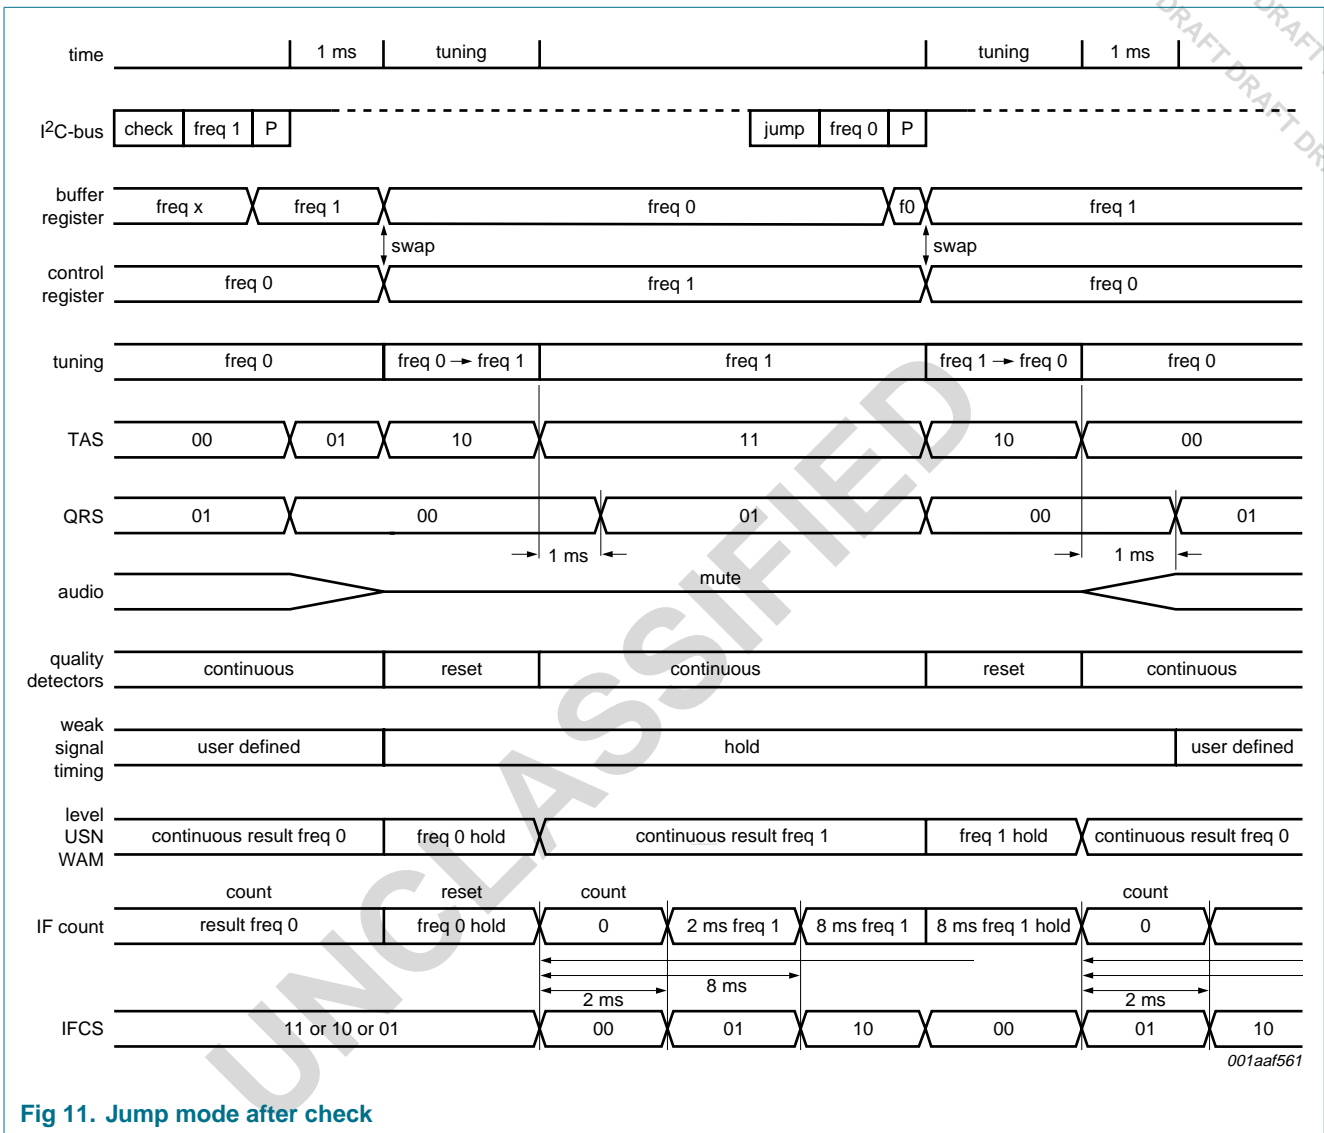 DRAFT DRAFT DRA
DRAFT DRAFT DRA
time 1 ms tuning tuning 1 ms
I2C-bus check freq 1 P jump freq 0 P
buffer register freq x freq 1 freq 0 f0 freq 1
swap swap
control register freq 0 freq 1 freq 0
tuning freq 0 → freq 1 freq 1 → freq 0 freq 0
TAS 00 01 10 11 10 00
QRS 01 00 01 00 01
1 ms 1 ms
audio mute
quality detectors continuous reset continuous reset continuous
weak signal timing user defined hold user defined
level USN WAM continuous result freq 0 freq 0 hold continuous result freq 1 freq 1 hold continuous result freq 0
count reset count count
IF count result freq 0 freq 0 hold 0 2 ms freq 1 8 ms freq 1 8 ms freq 1 hold 0
8 ms
2 ms 2 ms
IFCS 11 or 10 or 01 00 01 10 00 01 10
001aaf561
UNCLASSIFIED
Fig 11. Jump mode after check